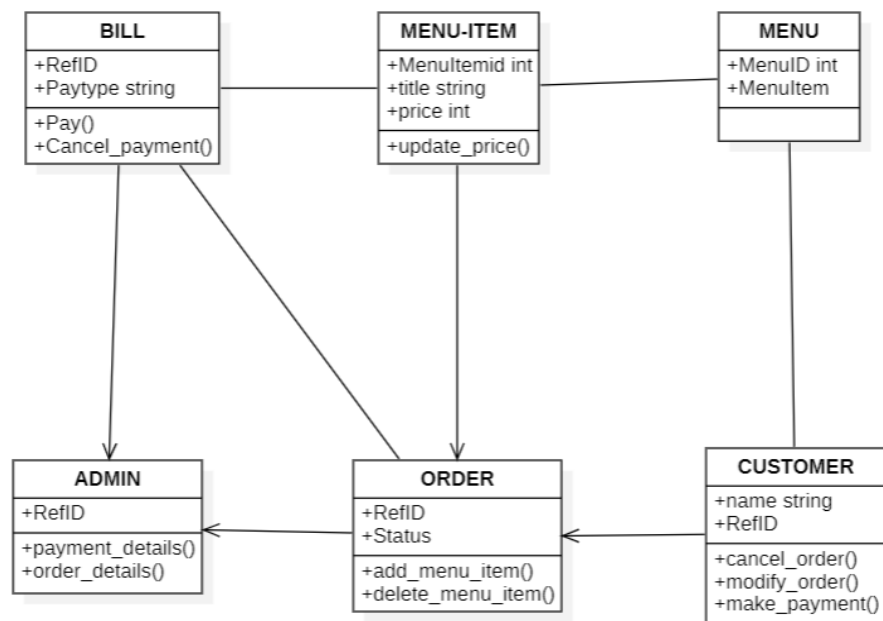 BILL
+RefID
+Paytype string
+Pay()
+Cancel_payment()
MENU-ITEM
+MenuItemid int
+title string
+price int
+update_price()
MENU
+MenuID int
+MenuItem
ADMIN
+RefID
+payment_details()
+order_details()
ORDER
+RefID
+Status
+add_menu_item()
+delete_menu_item()
CUSTOMER
+name string
+RefID
+cancel_order()
+modify_order()
+make_payment()